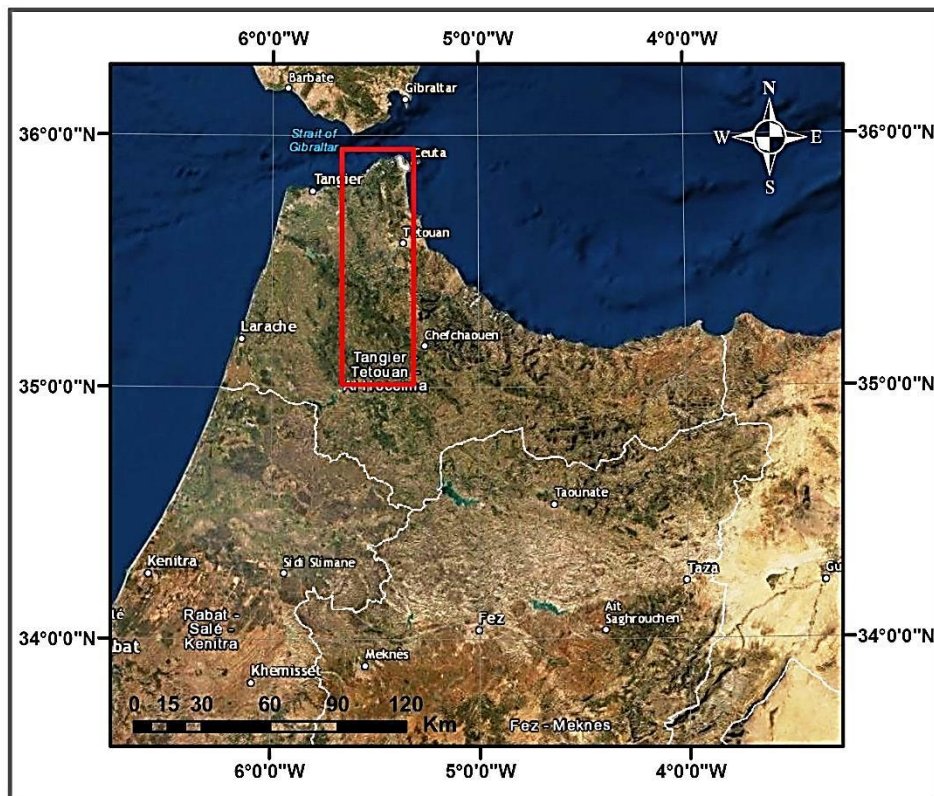 6°0'0"W 5°0'0"W 4°0'0"W
Barbate
Gibraltar
N
36°0'0"N
Strait of
Gibraltar
W E
36°0'0"N
Ceuta
S
Tangier
Tetouan
Larache
Chefchaouen
Tangier
Tetouan
35°0'0"N
35°0'0"N
Taounate
Kenitra
Sidi Slimane
Taza
Gu
lé
Rabat -
Salé -
Kenitra
bat
Fez
Ait
Saghrouchen
34°0'0"N
34°0'0"N
Meknes
Khemisset
0 15 30 60 90 120
Km
Fez - Meknes
6°0'0"W 5°0'0"W 4°0'0"W